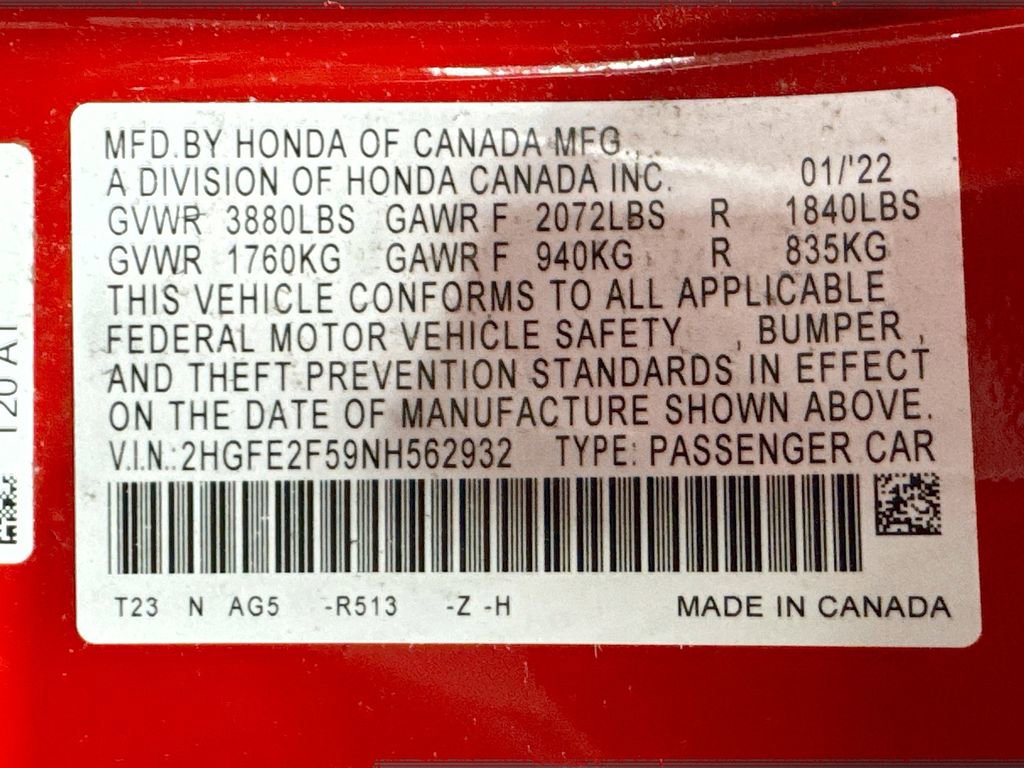 MFD.BY HONDA OF CANADA MFG.,
A DIVISION OF HONDA CANADA INC. 01/'22
GVWR 3880LBS GAWR F 2072LBS R 1840LBS
GVWR 1760KG GAWR F 940KG R 835KG
THIS VEHICLE CONFORMS TO ALL APPLICABLE
FEDERAL MOTOR VEHICLE SAFETY , BUMPER ,
AND THEFT PREVENTION STANDARDS IN EFFECT
ON THE DATE OF MANUFACTURE SHOWN ABOVE.
V.I.N.:2HGFE2F59NH562932 TYPE: PASSENGER CAR
T23 N AG5 -R513 -Z -H MADE IN CANADA